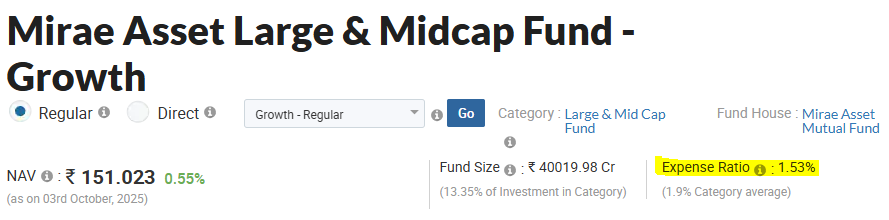 Mirae Asset Large & Midcap Fund -
Growth
Regular Direct Growth - Regular Go Category : Large & Mid Cap Fund House : Mirae Asset
Fund Mutual Fund
NAV : ₹ 151.023 0.55% Fund Size : ₹ 40019.98 Cr Expense Ratio : 1.53%
(as on 03rd October, 2025) (13.35% of Investment in Category) (1.9% Category average)